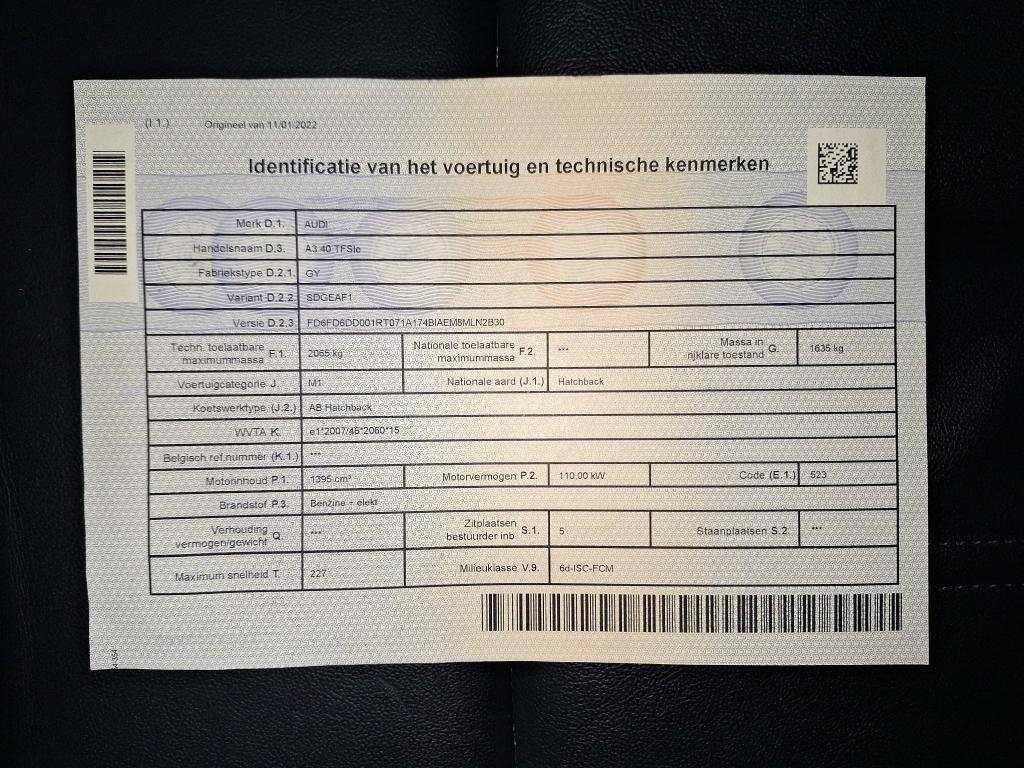 (I.1.) Origineel van 11/01/2022
Identificatie van het voertuig en technische kenmerken
Merk D.1. AUDI
Handelsnaam D.3. A3 40 TFSIe
Fabriekstype D.2.1. GY
Variant D.2.2. SDGEAF1
Versie D.2.3. FD6FD6DD001RT071A174BIAEM8MLN2B30
Techn. toelaatbare maximummassa F.1. 2065 kg Nationale toelaatbare maximummassa F.2. *** Massa in rijklare toestand G. 1635 kg
Voertuigcategorie J. M1 Nationale aard (J.1.) Hatchback
Koetswerktype (J.2.) AB Hatchback
WVTA K. e1*2007/46*2060*15
Belgisch ref.nummer (K.1.) ***
Motorinhoud P.1. 1395 cm³ Motorvermogen P.2. 110,00 kW Code (E.1.) 523
Brandstof P.3. Benzine + elekt
Verhouding vermogen/gewicht Q. *** Zitplaatsen bestuurder inb. S.1. 5 Staanplaatsen S.2. ***
Maximum snelheid T. 227 Milieuklasse V.9. 6d-ISC-FCM